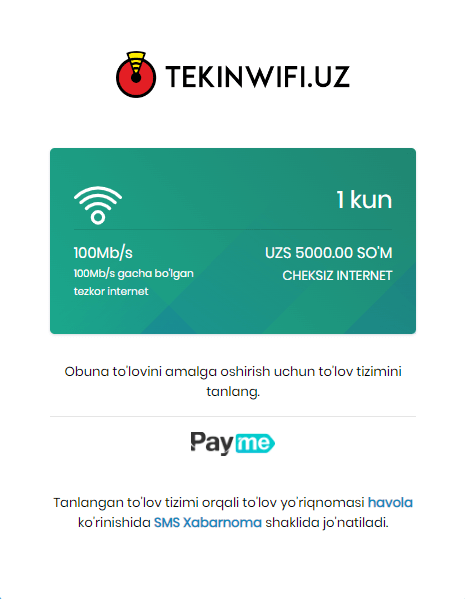 TEKINWIFI.UZ
1 kun
100Mb/s
UZS 5000.00 SO'M
100Mb/s gacha bo'lgan
tezkor internet
CHEKSIZ INTERNET
Obuna to'lovini amalga oshirish uchun to'lov tizimini
tanlang.
Payme
Tanlangan to'lov tizimi orqali to'lov yo'riqnomasi havola
ko'rinishida SMS Xabarnoma shaklida jo'natiladi.